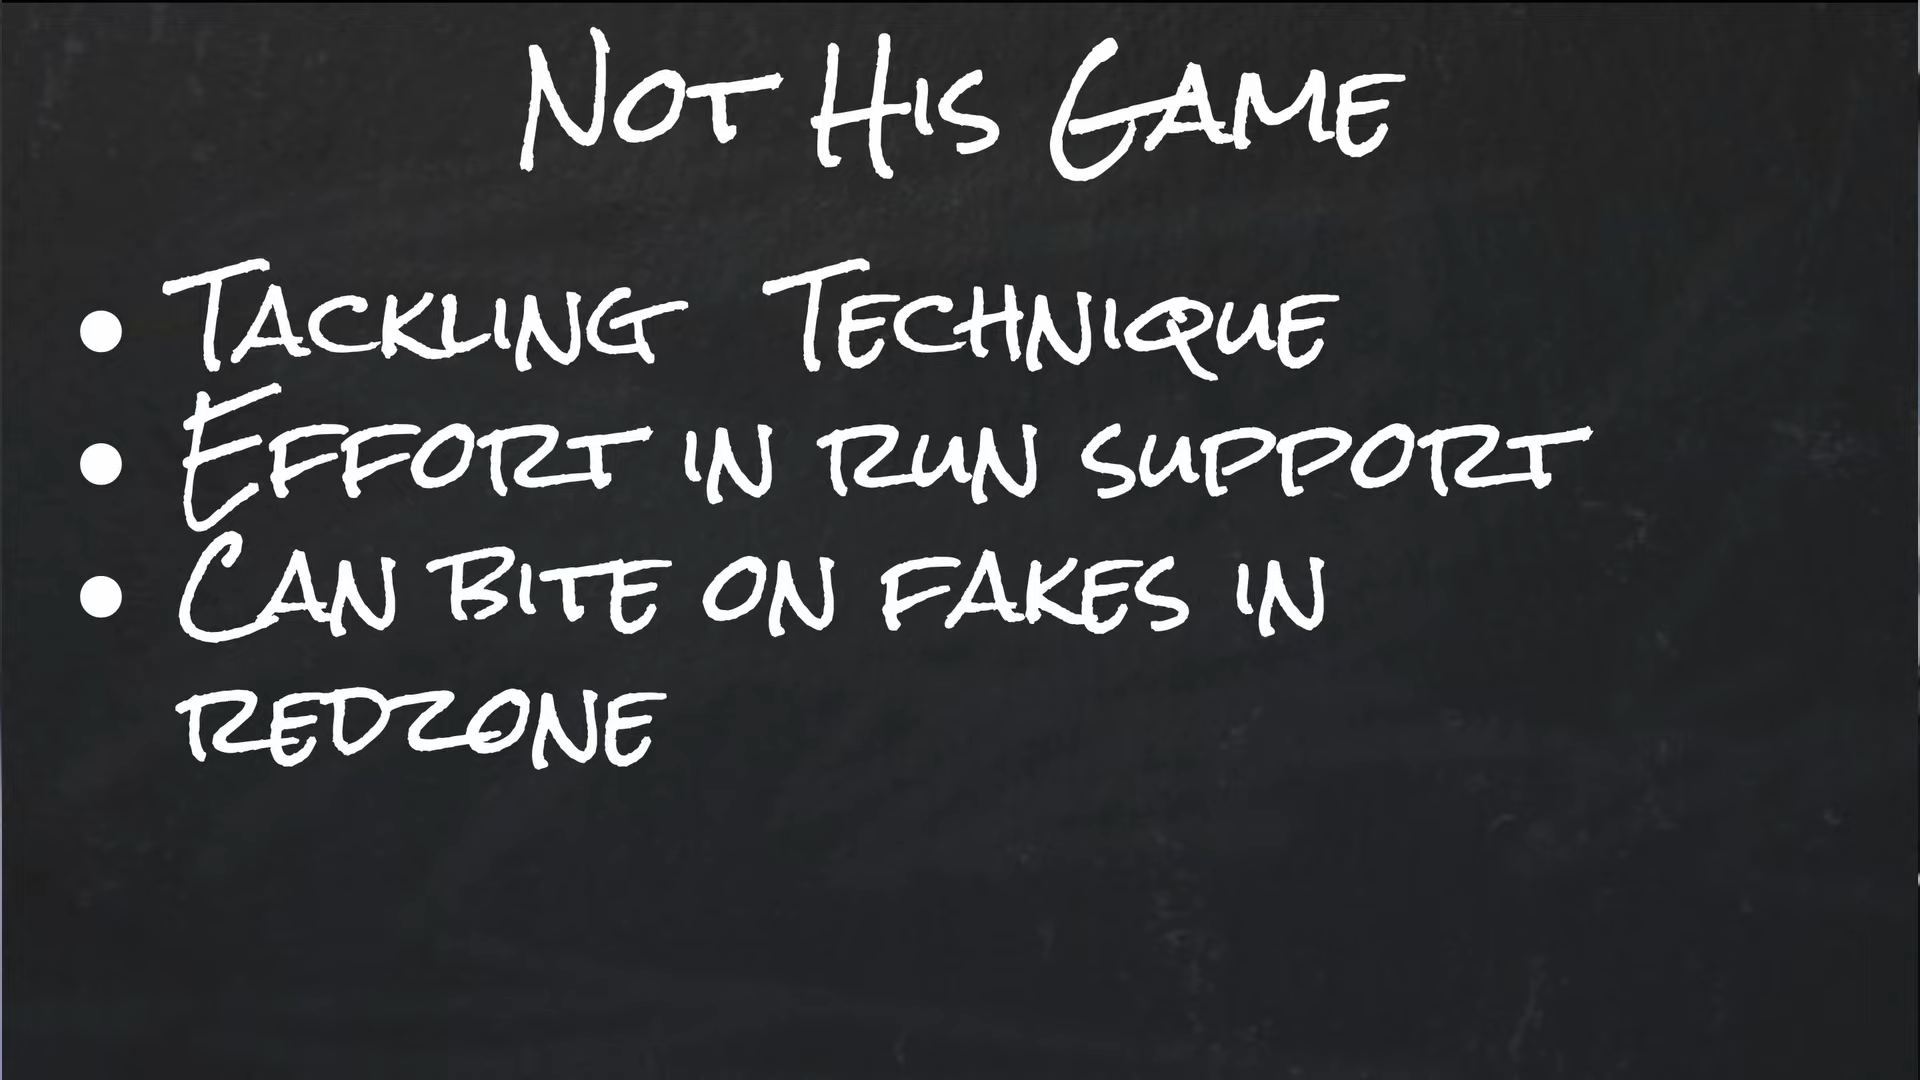 Not His Game
• Tackling Technique
• Effort in run support
• Can bite on fakes in
redzone